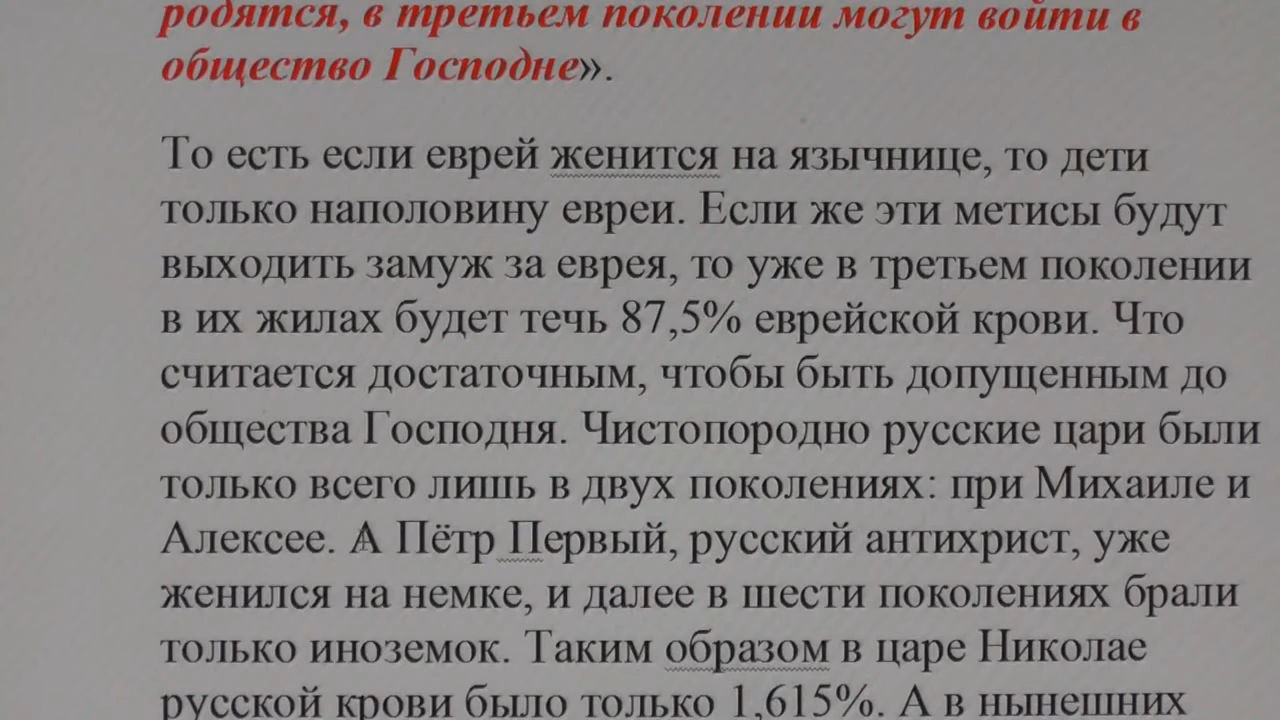 родятся, в третьем поколении могут войти в
общество Господне».
То есть если еврей женится на язычнице, то дети
только наполовину евреи. Если же эти метисы будут
выходить замуж за еврея, то уже в третьем поколении
в их жилах будет течь 87,5% еврейской крови. Что
считается достаточным, чтобы быть допущенным до
общества Господня. Чистопородно русские цари были
только всего лишь в двух поколениях: при Михаиле и
Алексее. А Пётр Первый, русский антихрист, уже
женился на немке, и далее в шести поколениях брали
только иноземок. Таким образом в царе Николае
русской крови было только 1,615%. А в нынешних